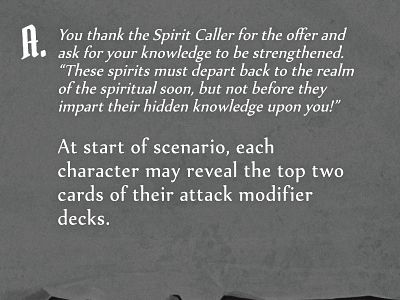 A. You thank the Spirit Caller for the offer and
ask for your knowledge to be strengthened.
“These spirits must depart back to the realm
of the spiritual soon, but not before they
impart their hidden knowledge upon you!”
At start of scenario, each
character may reveal the top two
cards of their attack modifier
decks.